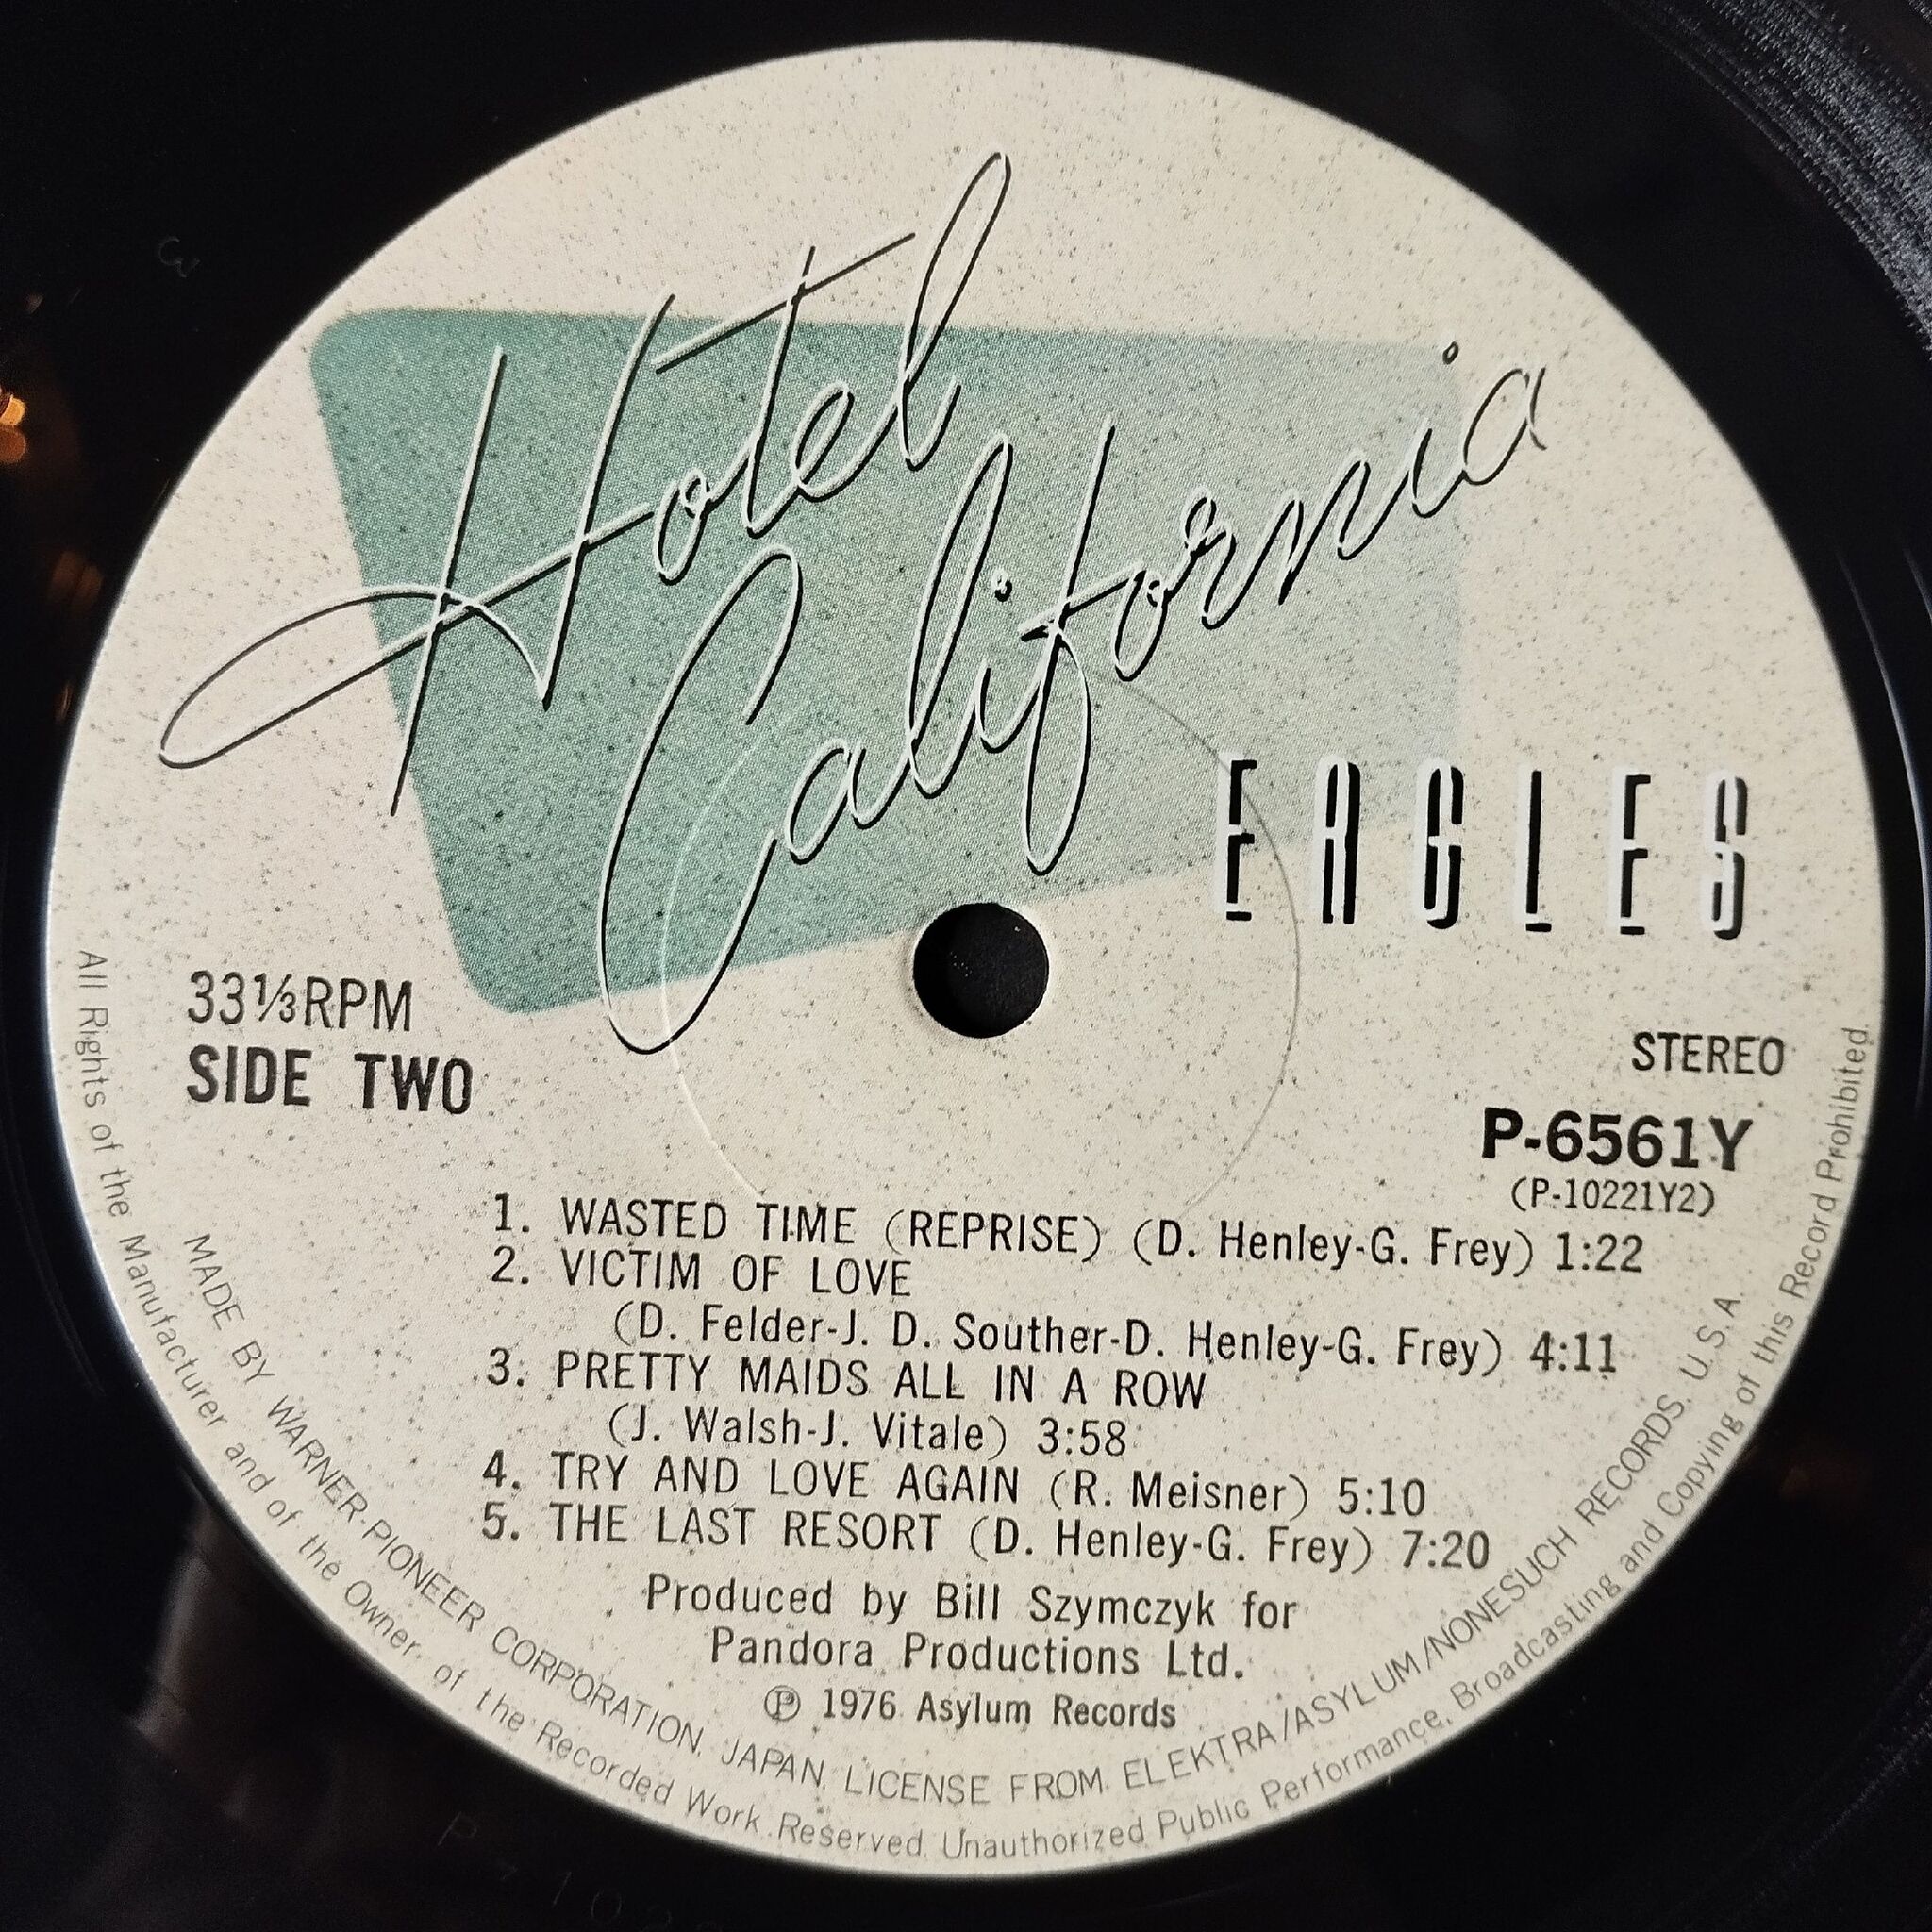 Hotel
California
EAGLES
33⅓RPM
SIDE TWO
STEREO
P-6561Y
(P-10221Y2)
1. WASTED TIME (REPRISE) (D. Henley-G. Frey) 1:22
2. VICTIM OF LOVE
(D. Felder-J. D. Souther-D. Henley-G. Frey) 4:11
3. PRETTY MAIDS ALL IN A ROW
(J. Walsh-J. Vitale) 3:58
4. TRY AND LOVE AGAIN (R. Meisner) 5:10
5. THE LAST RESORT (D. Henley-G. Frey) 7:20
Produced by Bill Szymczyk for
Pandora Productions Ltd.
℗ 1976 Asylum Records
MADE BY WARNER-PIONEER CORPORATION, JAPAN. LICENSE FROM ELEKTRA/ASYLUM/NONESUCH RECORDS. U.S.A.
All Rights of the Manufacturer and of the Owner of the Recorded Work Reserved. Unauthorized Public Performance, Broadcasting and Copying of this Record Prohibited.